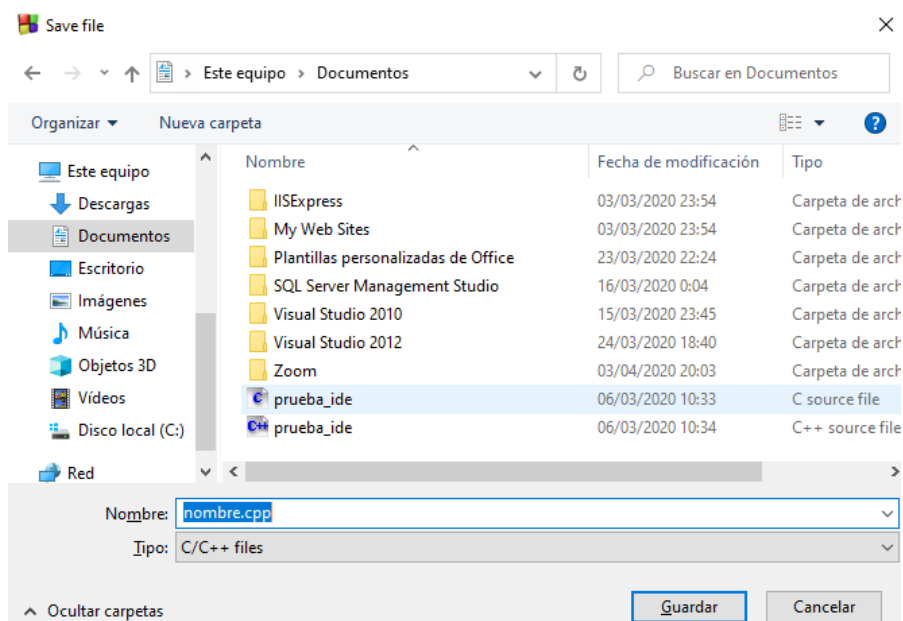 Save file
Este equipo > Documentos
Buscar en Documentos
Organizar
Nueva carpeta
Este equipo
Descargas
Documentos
Escritorio
Imágenes
Música
Objetos 3D
Vídeos
Disco local (C:)
Red
Nombre Fecha de modificación Tipo
IISExpress 03/03/2020 23:54 Carpeta de arch
My Web Sites 03/03/2020 23:54 Carpeta de arch
Plantillas personalizadas de Office 23/03/2020 22:24 Carpeta de arch
SQL Server Management Studio 16/03/2020 0:04 Carpeta de arch
Visual Studio 2010 15/03/2020 23:45 Carpeta de arch
Visual Studio 2012 24/03/2020 18:40 Carpeta de arch
Zoom 03/04/2020 20:03 Carpeta de arch
C prueba_ide 06/03/2020 10:33 C source file
C++ prueba_ide 06/03/2020 10:34 C++ source file
Nombre: nombre.cpp
Tipo: C/C++ files
Ocultar carpetas
Guardar
Cancelar